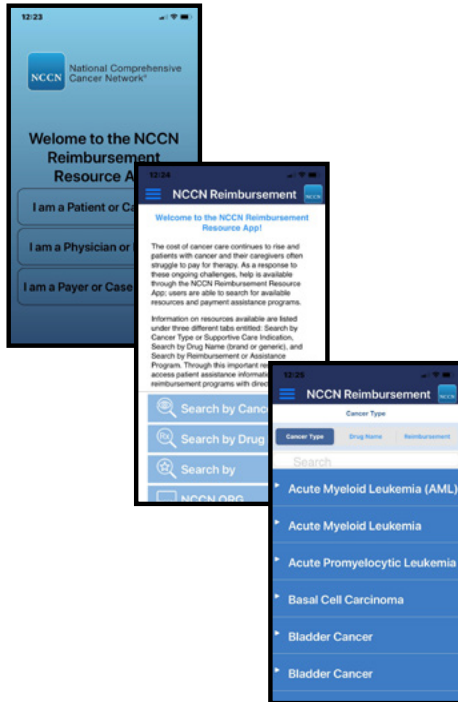 12:23
NCCN
National Comprehensive
Cancer Network®
Welome to the NCCN
Reimbursement
Resource A
I am a Patient or Ca
I am a Physician or
I am a Payer or Case
12:24
NCCN Reimbursement
NCCN
Welcome to the NCCN Reimbursement
Resource App!
The cost of cancer care continues to rise and
patients with cancer and their caregivers often
struggle to pay for therapy. As a response to
these ongoing challenges, help is available
through the NCCN Reimbursement Resource
App; users are able to search for available
resources and payment assistance programs.
Information on resources available are listed
under three different tabs entitled: Search by
Cancer Type or Supportive Care Indication,
Search by Drug Name (brand or generic), and
Search by Reimbursement or Assistance
Program. Through this important re
access patient assistance informati
reimbursement programs with direc
Search by Canc
Rx
Search by Drug
Search by
NCCN.ORG
12:25
NCCN Reimbursement
NCCN
Cancer Type
Cancer Type
Drug Name
Reimbursement
Search
Acute Myeloid Leukemia (AML)
Acute Myeloid Leukemia
Acute Promyelocytic Leukemia
Basal Cell Carcinoma
Bladder Cancer
Bladder Cancer